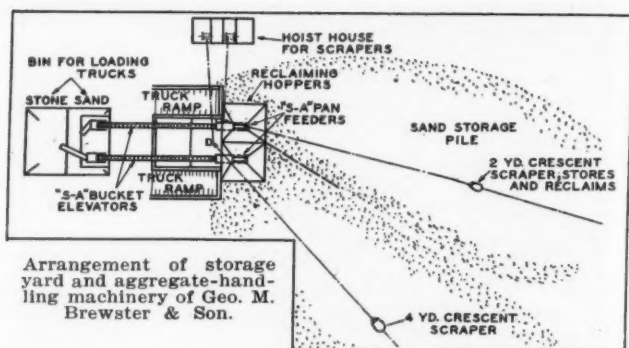 HOIST HOUSE
FOR SCRAPERS
BIN FOR LOADING
TRUCKS
STONE SAND
TRUCK
RAMP
RECLAIMING
HOPPERS
"S-A" PAN
FEEDERS
SAND STORAGE
PILE
2 YD. CRESCENT
SCRAPER, STORES
AND RECLAIMS
TRUCK
RAMP
"S-A" BUCKET
ELEVATORS
4 YD. CRESCENT
SCRAPER
Arrangement of storage
yard and aggregate-hand-
ling machinery of Geo. M.
Brewster & Son.